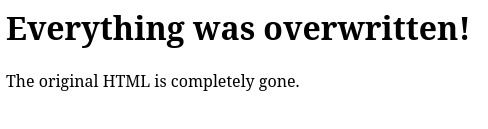 Everything was overwritten!
The original HTML is completely gone.